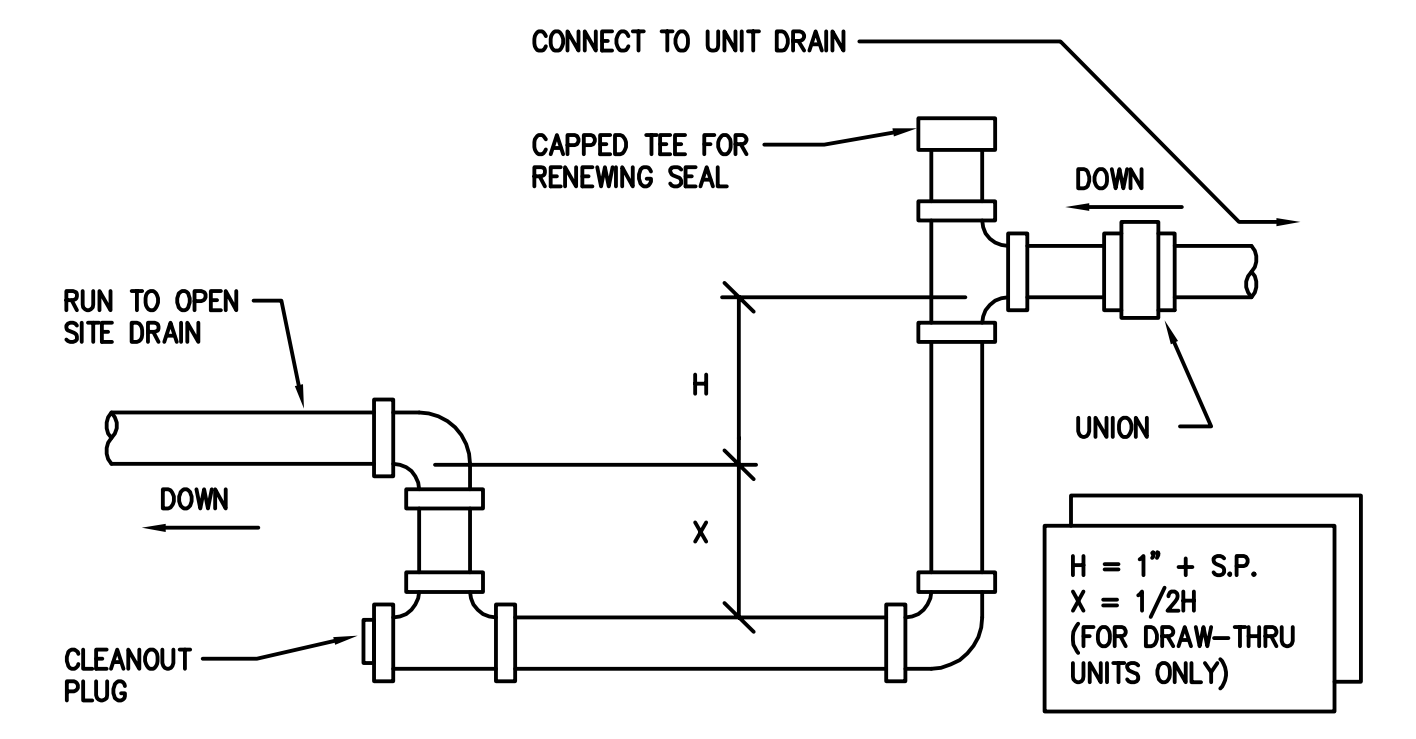 CONNECT TO UNIT DRAIN
CAPPED TEE FOR
RENEWING SEAL
DOWN
RUN TO OPEN
SITE DRAIN
H
UNION
DOWN
X
H = 1" + S.P.
X = 1/2H
(FOR DRAW-THRU
UNITS ONLY)
CLEANOUT
PLUG